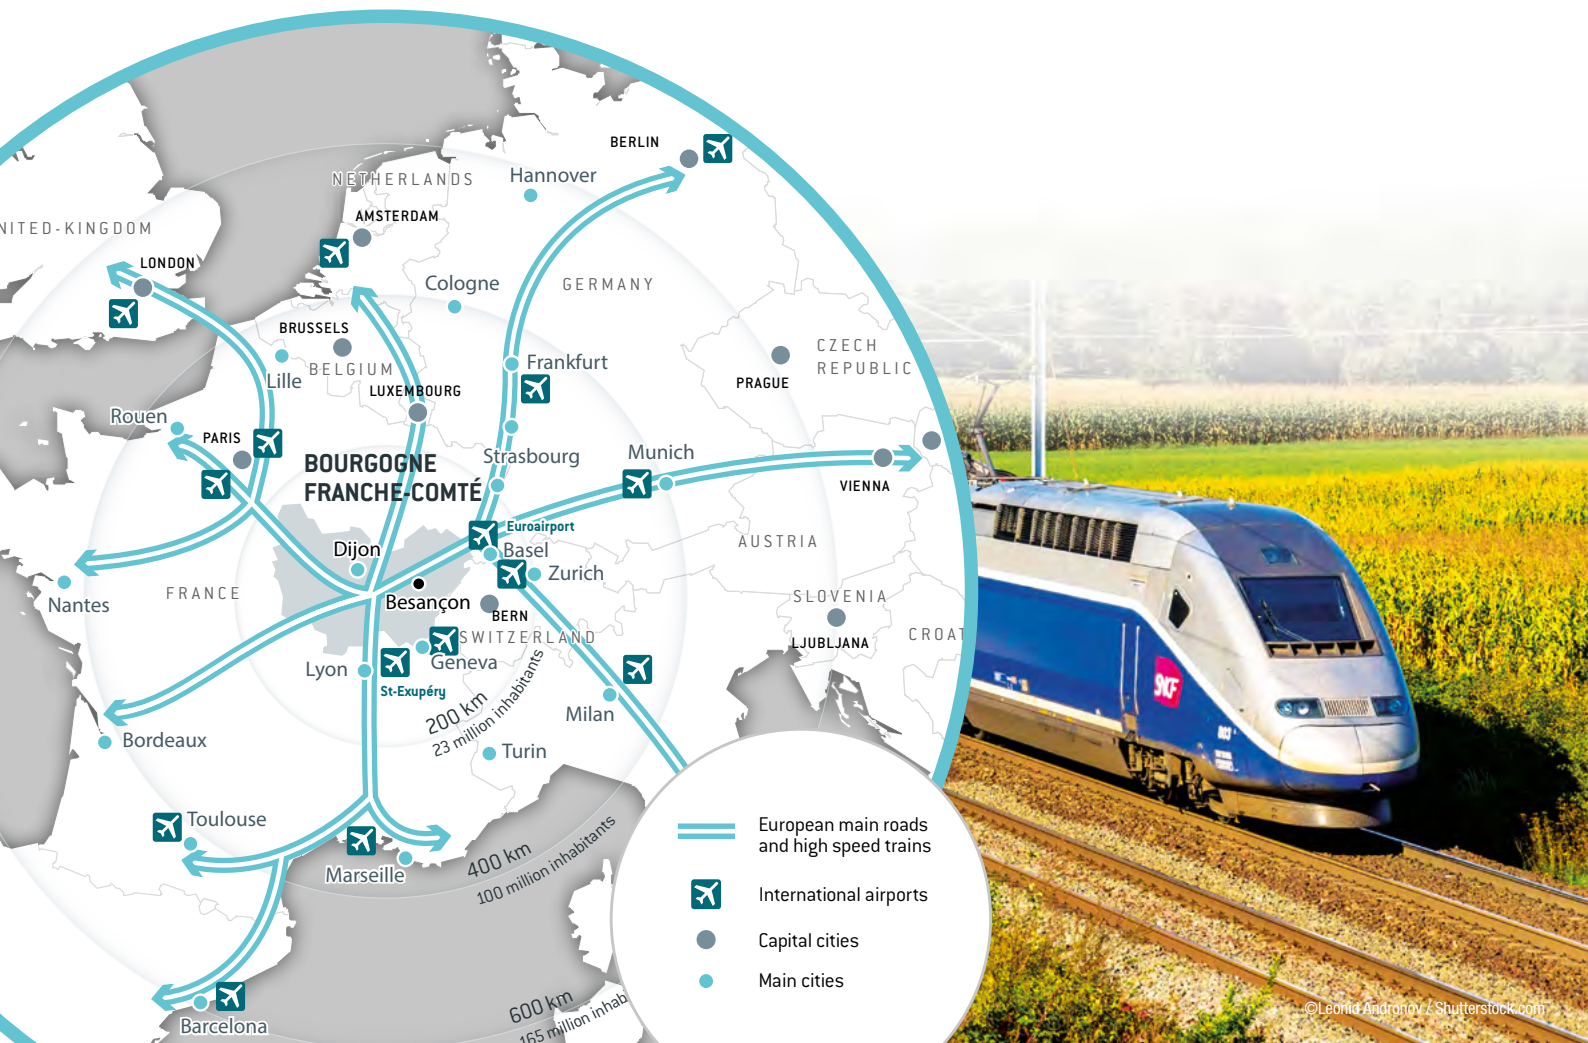 BERLIN
NETHERLANDS
Hannover
AMSTERDAM
NITED-KINGDOM
LONDON
Cologne
GERMANY
BRUSSELS
BELGIUM
Lille
Frankfurt
CZECH
REPUBLIC
PRAGUE
LUXEMBOURG
Rouen
PARIS
BOURGOGNE
FRANCHE-COMTÉ
Strasbourg
Munich
VIENNA
Euroairport
Dijon
Basel
AUSTRIA
Zurich
FRANCE
Nantes
Besançon
BERN
SLOVENIA
SWITZERLAND
CROAT
LJUBLJANA
Lyon
Geneva
St-Exupéry
200 km
23 million inhabitants
Milan
Bordeaux
Turin
SNCF
803
Toulouse
Marseille
400 km
100 million inhabitants
European main roads
and high speed trains
International airports
Capital cities
Main cities
600 km
165 million inhab
Barcelona
©Leonid Andronov / Shutterstock.com